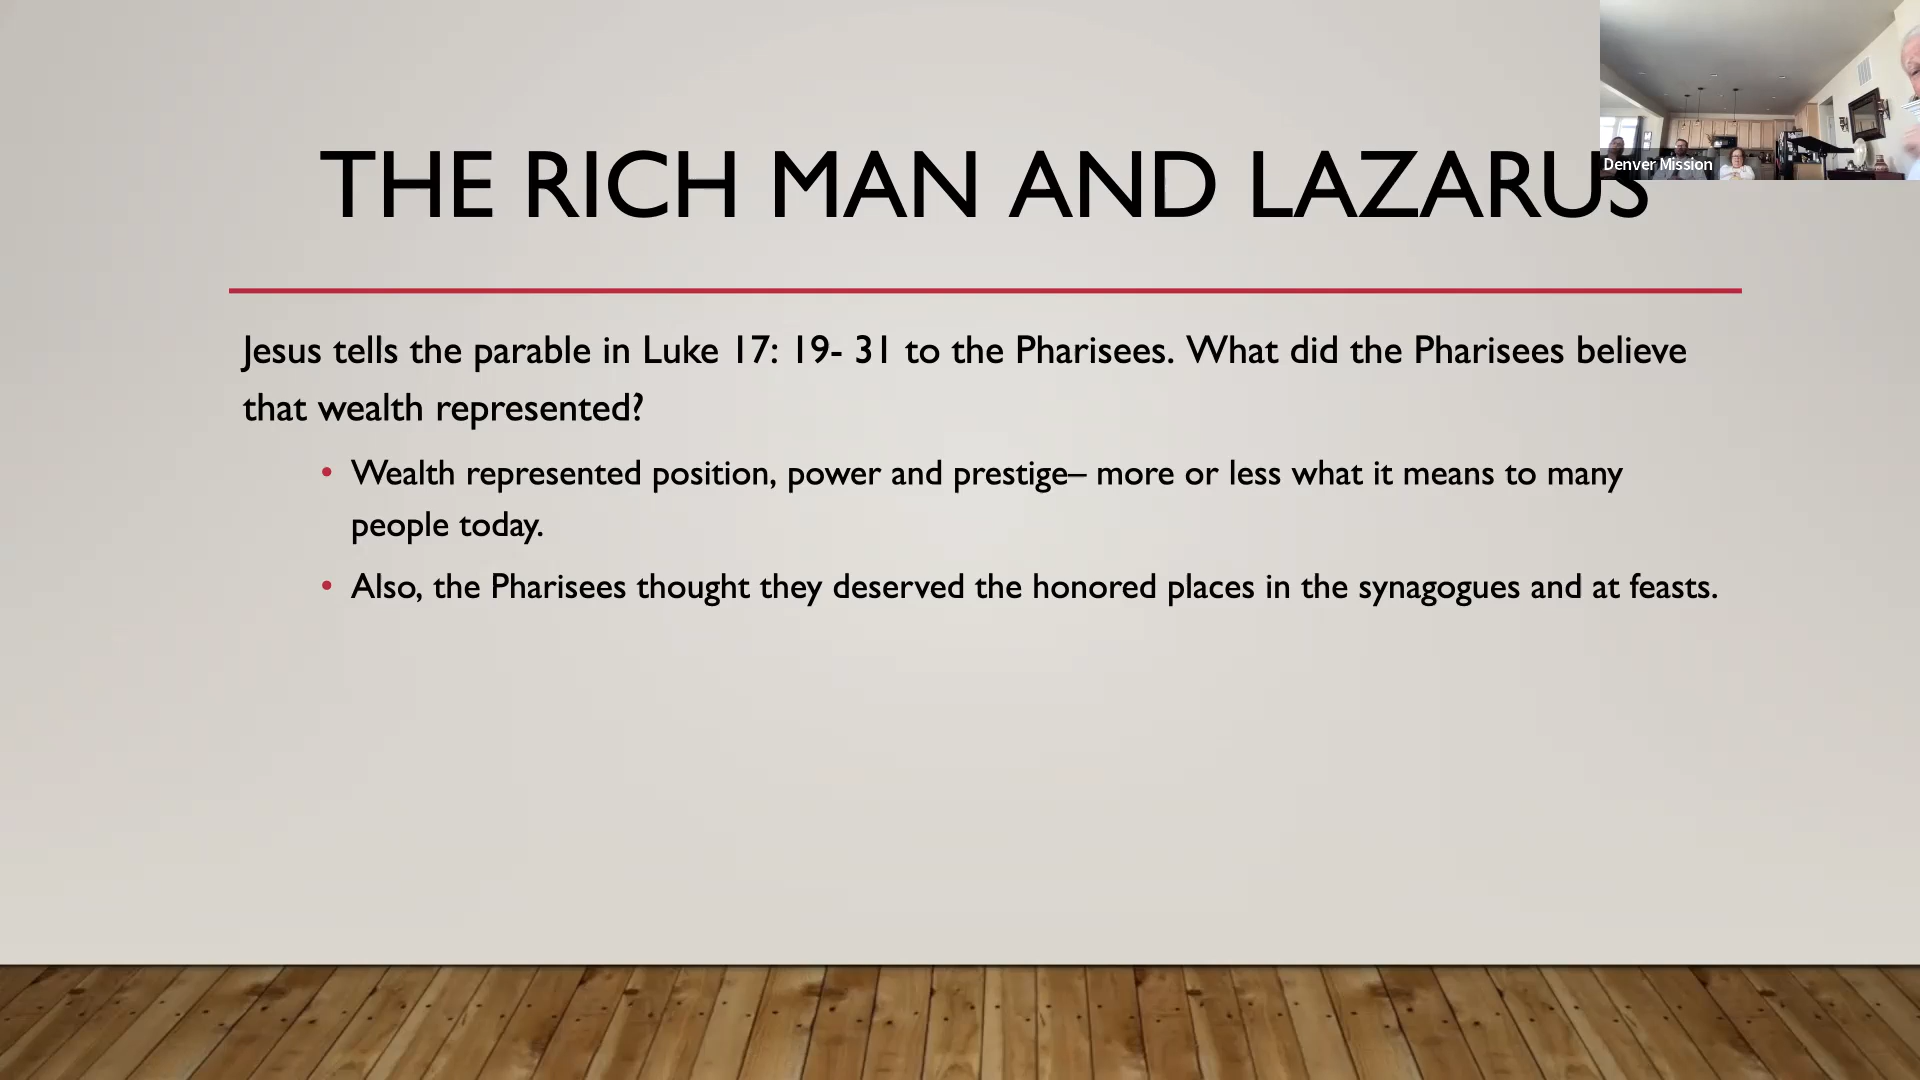 THE RICH MAN AND LAZARUS
Denver Mission
Jesus tells the parable in Luke 17: 19- 31 to the Pharisees. What did the Pharisees believe
that wealth represented?
• Wealth represented position, power and prestige– more or less what it means to many
people today.
• Also, the Pharisees thought they deserved the honored places in the synagogues and at feasts.